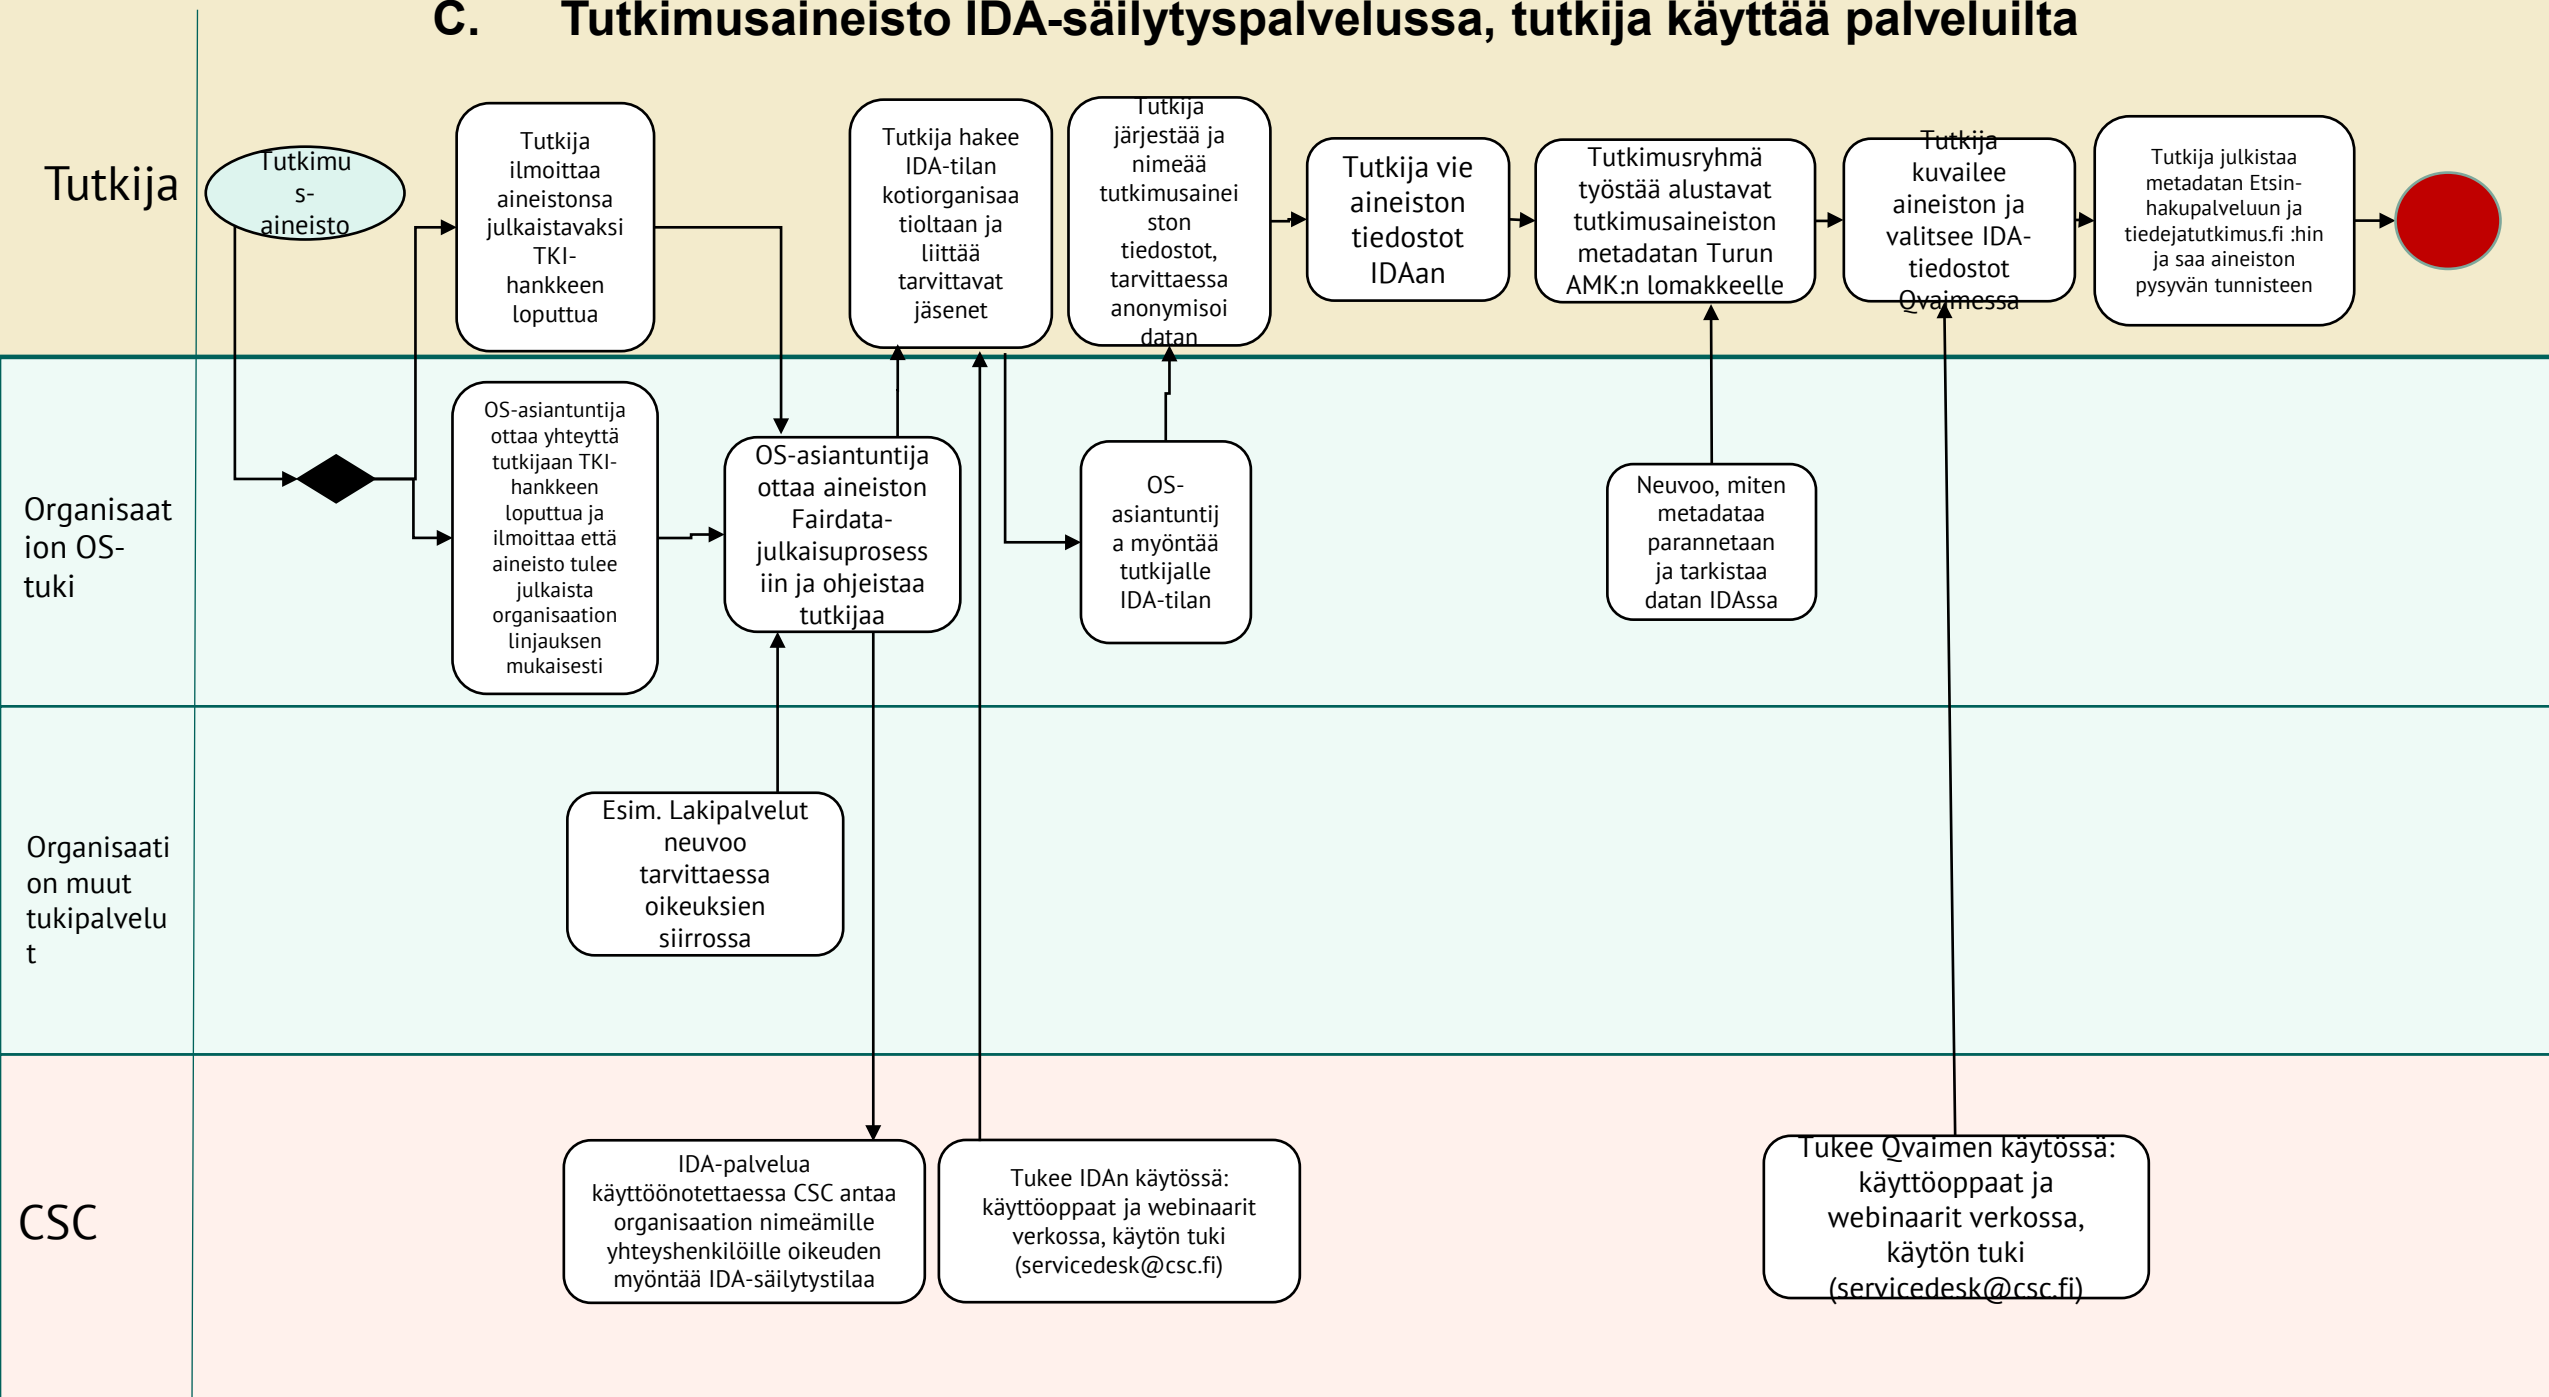 C. Tutkimusaineisto IDA-säilytyspalvelussa, tutkija käyttää palveluilta
Tutkija
Tutkimu
s-
aineisto
Tutkija
ilmoittaa
aineistonsa
julkaistavaksi
TKI-
hankkeen
loputtua
Tutkija hakee
IDA-tilan
kotiorganisaa
tioltaan ja
liittää
tarvittavat
jäsenet
Tutkija
järjestää ja
nimeää
tutkimusainei
ston
tiedostot,
tarvittaessa
anonymisoi
datan
Tutkija vie
aineiston
tiedostot
IDAan
Tutkimusryhmä
työstää alustavat
tutkimusaineiston
metadatan Turun
AMK:n lomakkeelle
Tutkija
kuvailee
aineiston ja
valitsee IDA-
tiedostot
Qvaimessa
Tutkija julkistaa
metadatan Etsin-
hakupalveluun ja
tiedejatutkimus.fi :hin
ja saa aineiston
pysyvän tunnisteen
Organisaat
ion OS-
tuki
OS-asiantuntija
ottaa yhteyttä
tutkijaan TKI-
hankkeen
loputtua ja
ilmoittaa että
aineisto tulee
julkaista
organisaation
linjauksen
mukaisesti
OS-asiantuntija
ottaa aineiston
Fairdata-
julkaisuprosess
iin ja ohjeistaa
tutkijaa
OS-
asiantuntij
a myöntää
tutkijalle
IDA-tilan
Neuvoo, miten
metadataa
parannetaan
ja tarkistaa
datan IDAssa
Organisaati
on muut
tukipalvelu
t
Esim. Lakipalvelut
neuvoo
tarvittaessa
oikeuksien
siirrossa
CSC
IDA-palvelua
käyttöönotettaessa CSC antaa
organisaation nimeämille
yhteyshenkilöille oikeuden
myöntää IDA-säilytystilaa
Tukee IDAn käytössä:
käyttöoppaat ja webinaarit
verkossa, käytön tuki
(servicedesk@csc.fi)
Tukee Qvaimen käytössä:
käyttöoppaat ja
webinaarit verkossa,
käytön tuki
(servicedesk@csc.fi)